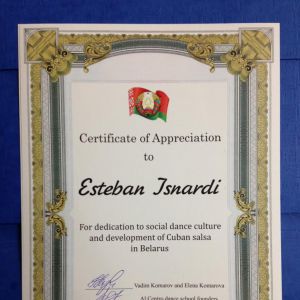 Certificate of Appreciation
to
Esteban Isnardi
For dedication to social dance culture
and development of Cuban salsa
in Belarus
Vadim Komarov and Elena Komarova
Al Centro dance school founders